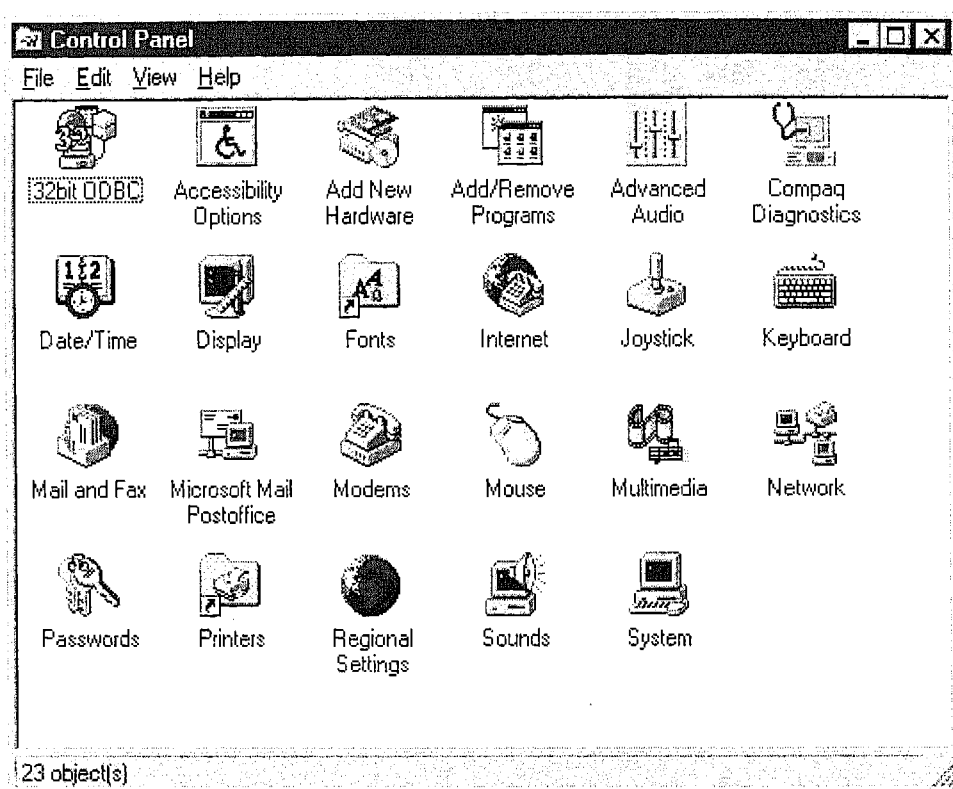 Control Panel
File Edit View Help
32bit ODBC
Accessibility
Options
Add New
Hardware
Add/Remove
Programs
Advanced
Audio
Compaq
Diagnostics
Date/Time
Display
Fonts
Internet
Joystick
Keyboard
Mail and Fax
Microsoft Mail
Postoffice
Modems
Mouse
Multimedia
Network
Passwords
Printers
Regional
Settings
Sounds
System
23 object(s)